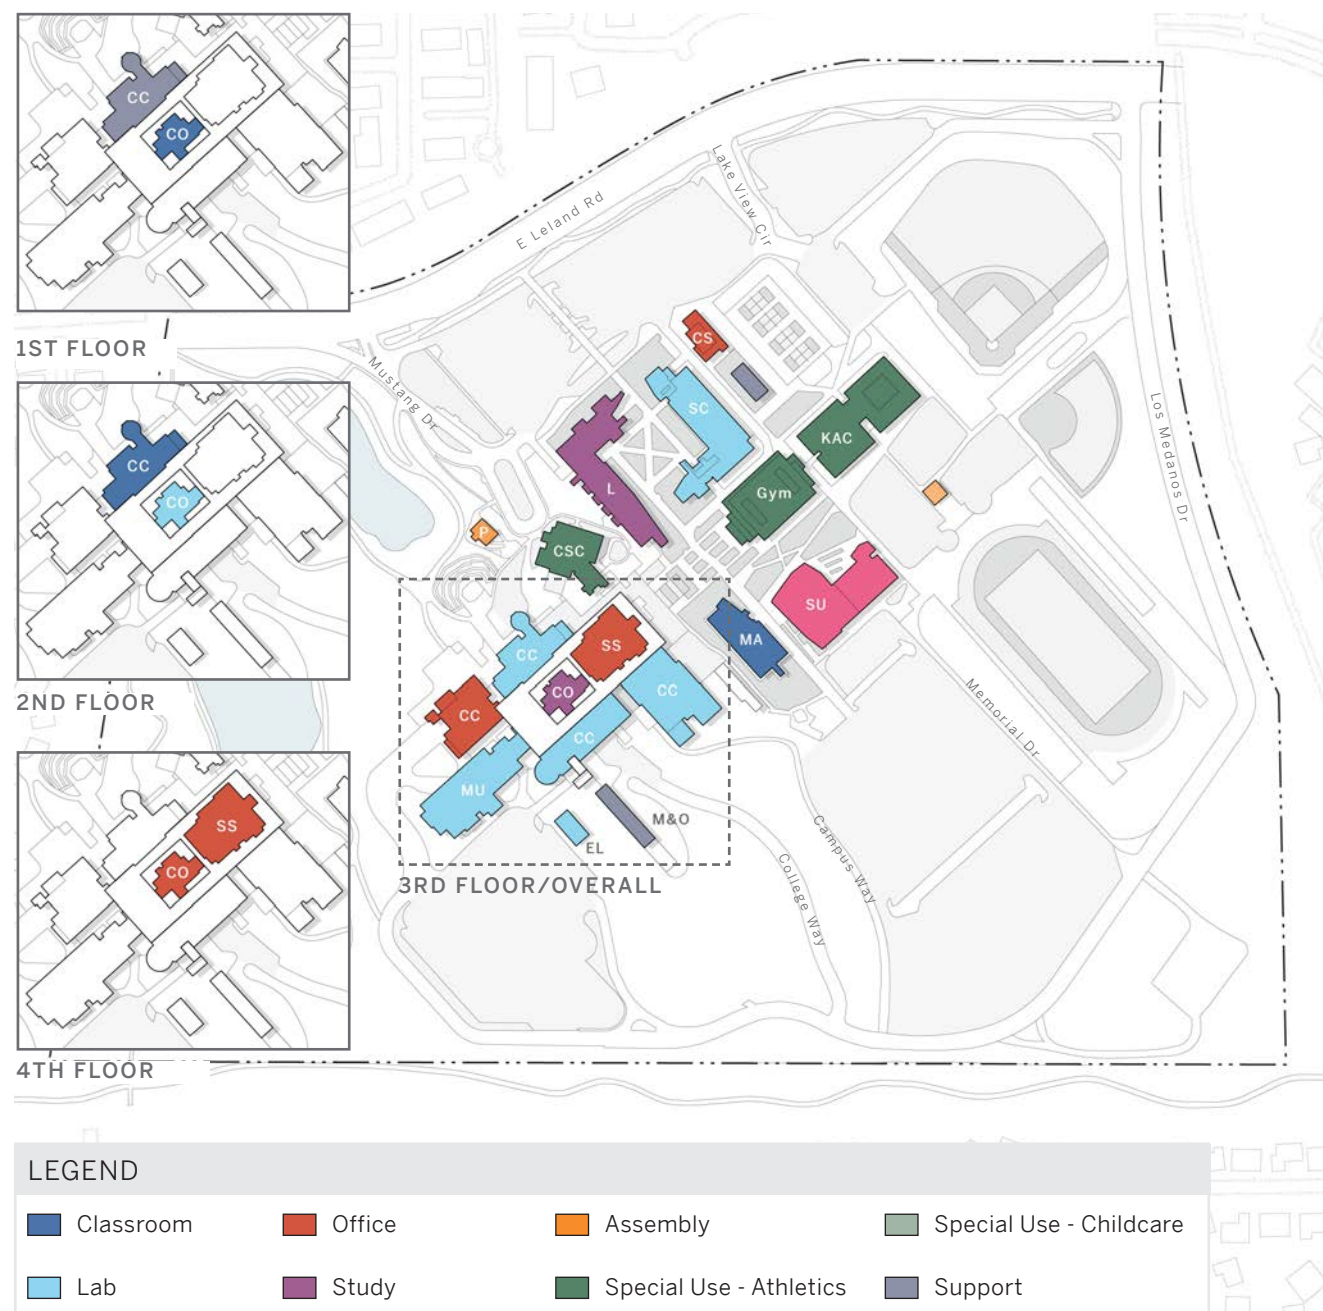 CC
CO
1ST FLOOR
CC
CO
2ND FLOOR
SS
CO
4TH FLOOR
E Leland Rd
Lake View Cir
Mustang Dr
Los Medanos Dr
CS
SC
KAC
L
Gym
P
CSC
SU
MA
SS
CC
CO
CC
CC
CC
MU
M&O
EL
3RD FLOOR/OVERALL
Memorial Dr
Campus Way
College Way
LEGEND
Classroom
Office
Assembly
Special Use - Childcare
Lab
Study
Special Use - Athletics
Support